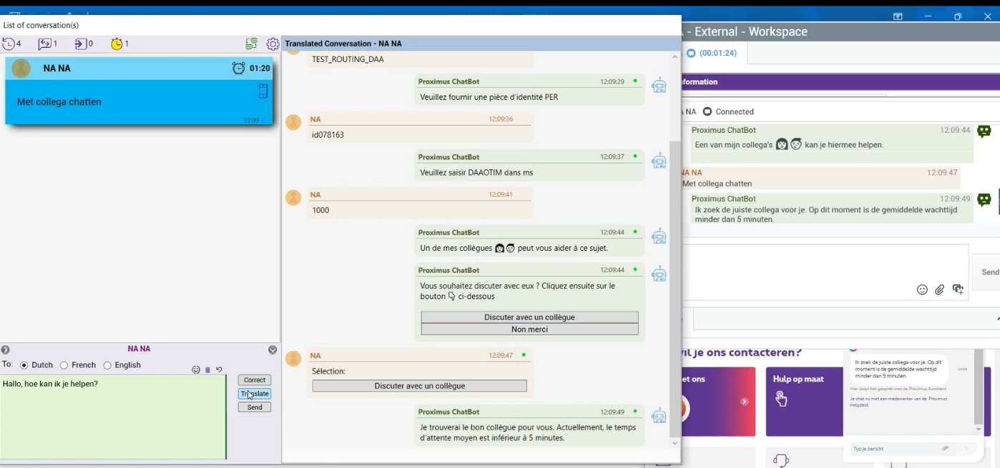 List of conversation(s)
4
1
0
1
NA NA
01:20
Met collega chatten
12:09
Translated Conversation - NA NA
TEST_ROUTING_DAA
Proximus ChatBot 12:09:29
Veuillez fournir une pièce d'identité PER
NA 12:09:36
id078163
Proximus ChatBot 12:09:37
Veuillez saisir DAAOTIM dans ms
NA 12:09:41
1000
Proximus ChatBot 12:09:44
Un de mes collègues peut vous aider à ce sujet.
Proximus ChatBot 12:09:44
Vous souhaitez discuter avec eux ? Cliquez ensuite sur le
bouton ci-dessous
Discuter avec un collègue
Non merci
NA 12:09:47
Sélection:
Discuter avec un collègue
Proximus ChatBot 12:09:49
Je trouverai le bon collègue pour vous. Actuellement, le temps
d'attente moyen est inférieur à 5 minutes.
NA NA
To: Dutch French English
Hallo, hoe kan ik je helpen?
Correct
Translate
Send
- External - Workspace
(00:01:24)
formation
NA Connected
Proximus ChatBot 12:09:44
Een van mijn collega's kan je hiermee helpen.
NA NA 12:09:47
Met collega chatten
Proximus ChatBot 12:09:49
Ik zoek de juiste collega voor je. Op dit moment is de gemiddelde wachttijd
minder dan 5 minuten.
Send
il je ons contacteren?
et ons
Hulp op maat
Ik zoek de juiste collega voor je. Op dit
moment is de gemiddelde wachttijd
minder dan 5 minuten.
12:09
Hier stopt het gesprek met de Proximus Assistant.
Je chat nu met een medewerker van de Proximus
Helpdesk
Typ je bericht